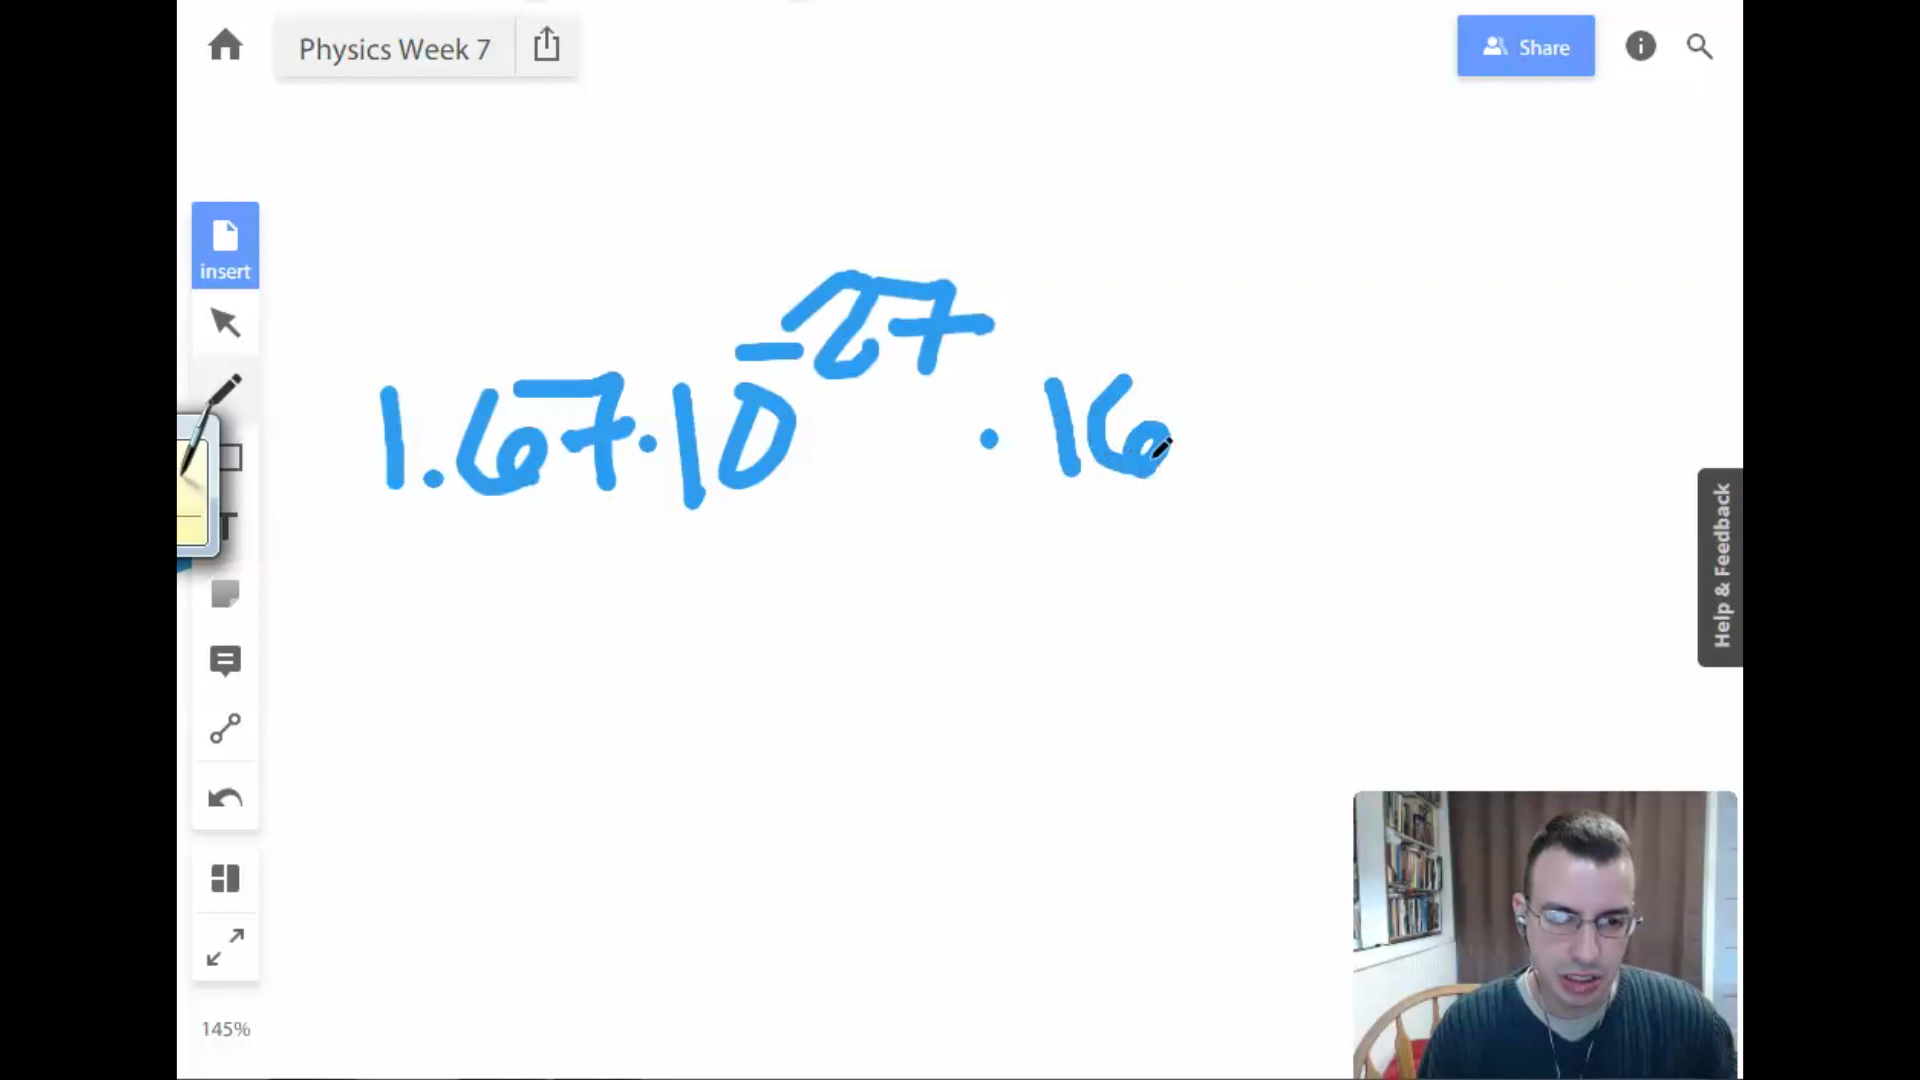 Physics Week 7
Share
insert
1.67·10⁻²⁷ · 16
T
Help & Feedback
145%